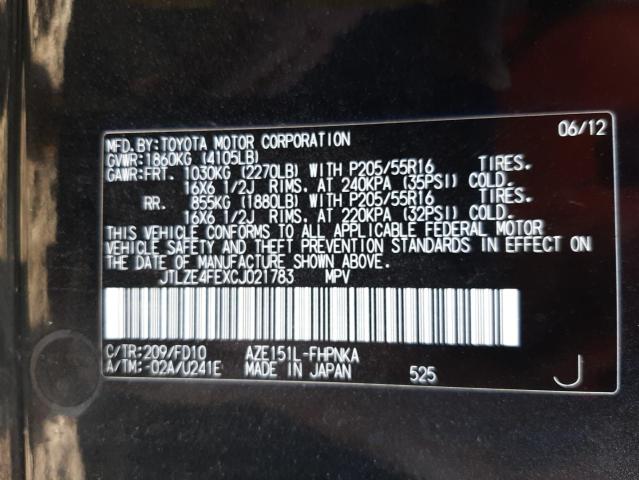 06/12
MFD.BY:TOYOTA MOTOR CORPORATION
GVWR:1860KG (4105LB)
GAWR:FRT. 1030KG (2270LB) WITH P205/55R16 TIRES.
16X6 1/2J RIMS. AT 240KPA (35PSI) COLD.
RR. 855KG (1880LB) WITH P205/55R16 TIRES.
16X6 1/2J RIMS. AT 220KPA (32PSI) COLD.
THIS VEHICLE CONFORMS TO ALL APPLICABLE FEDERAL MOTOR
VEHICLE SAFETY AND THEFT PREVENTION STANDARDS IN EFFECT ON
THE DATE OF MANUFACTURE SHOWN ABOVE.
JTLZE4FEXCJ021783 MPV
C/TR:209/FD10 AZE151L-FHPNKA
A/TM:-02A/U241E MADE IN JAPAN 525 J